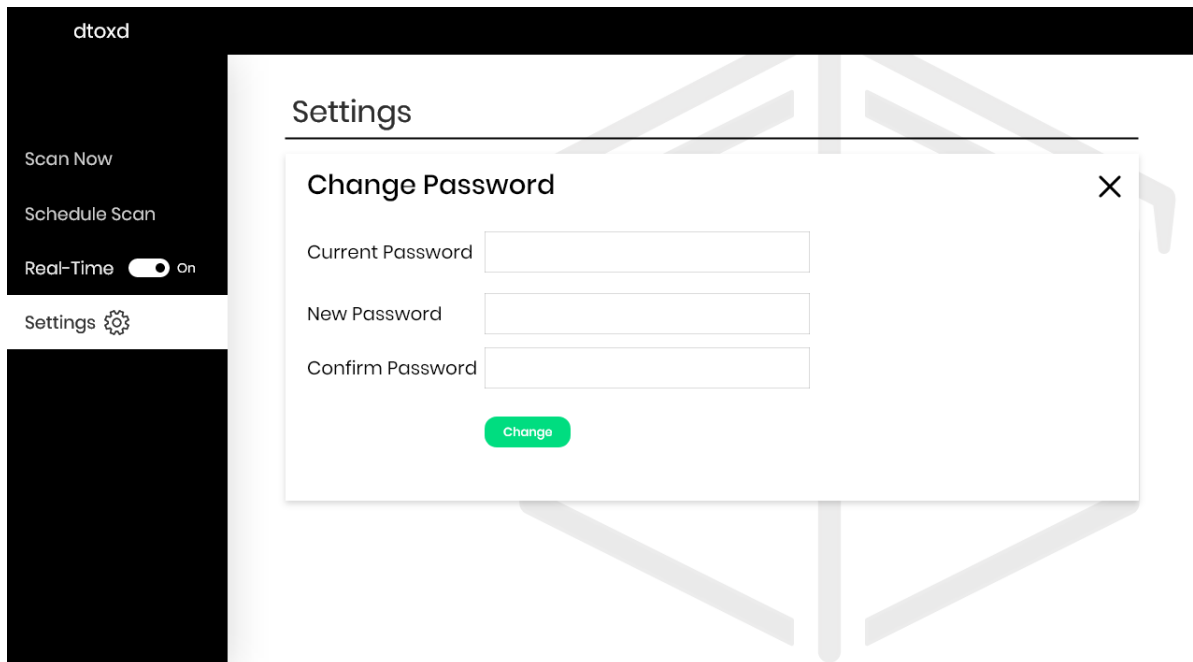 dtoxd
Scan Now
Schedule Scan
Real-Time On
Settings
Settings
Change Password
Current Password
New Password
Confirm Password
Change